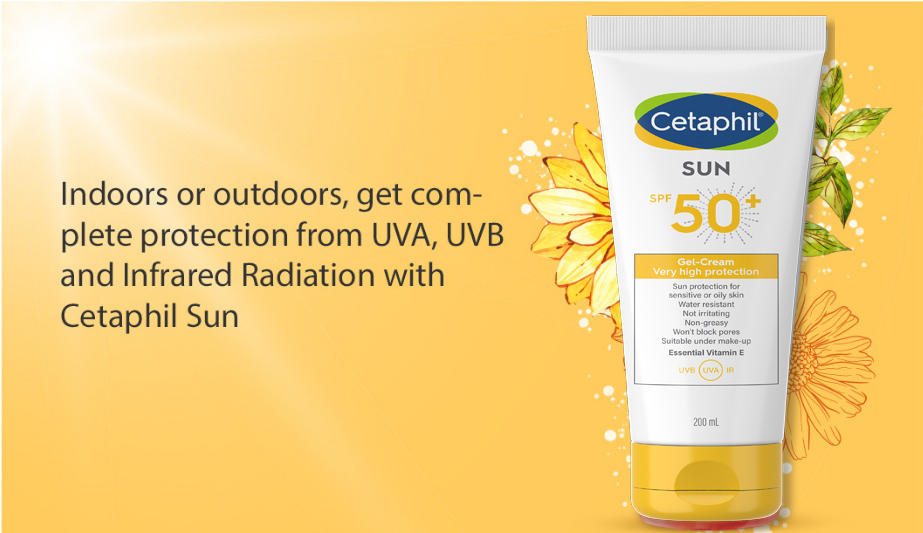 Indoors or outdoors, get com-
plete protection from UVA, UVB
and Infrared Radiation with
Cetaphil Sun
Cetaphil®
SUN
SPF 50+
Gel-Cream
Very high protection
Sun protection for
sensitive or oily skin
Water resistant
Not irritating
Non-greasy
Won't block pores
Suitable under make-up
Essential Vitamin E
UVB UVA IR
200 mL